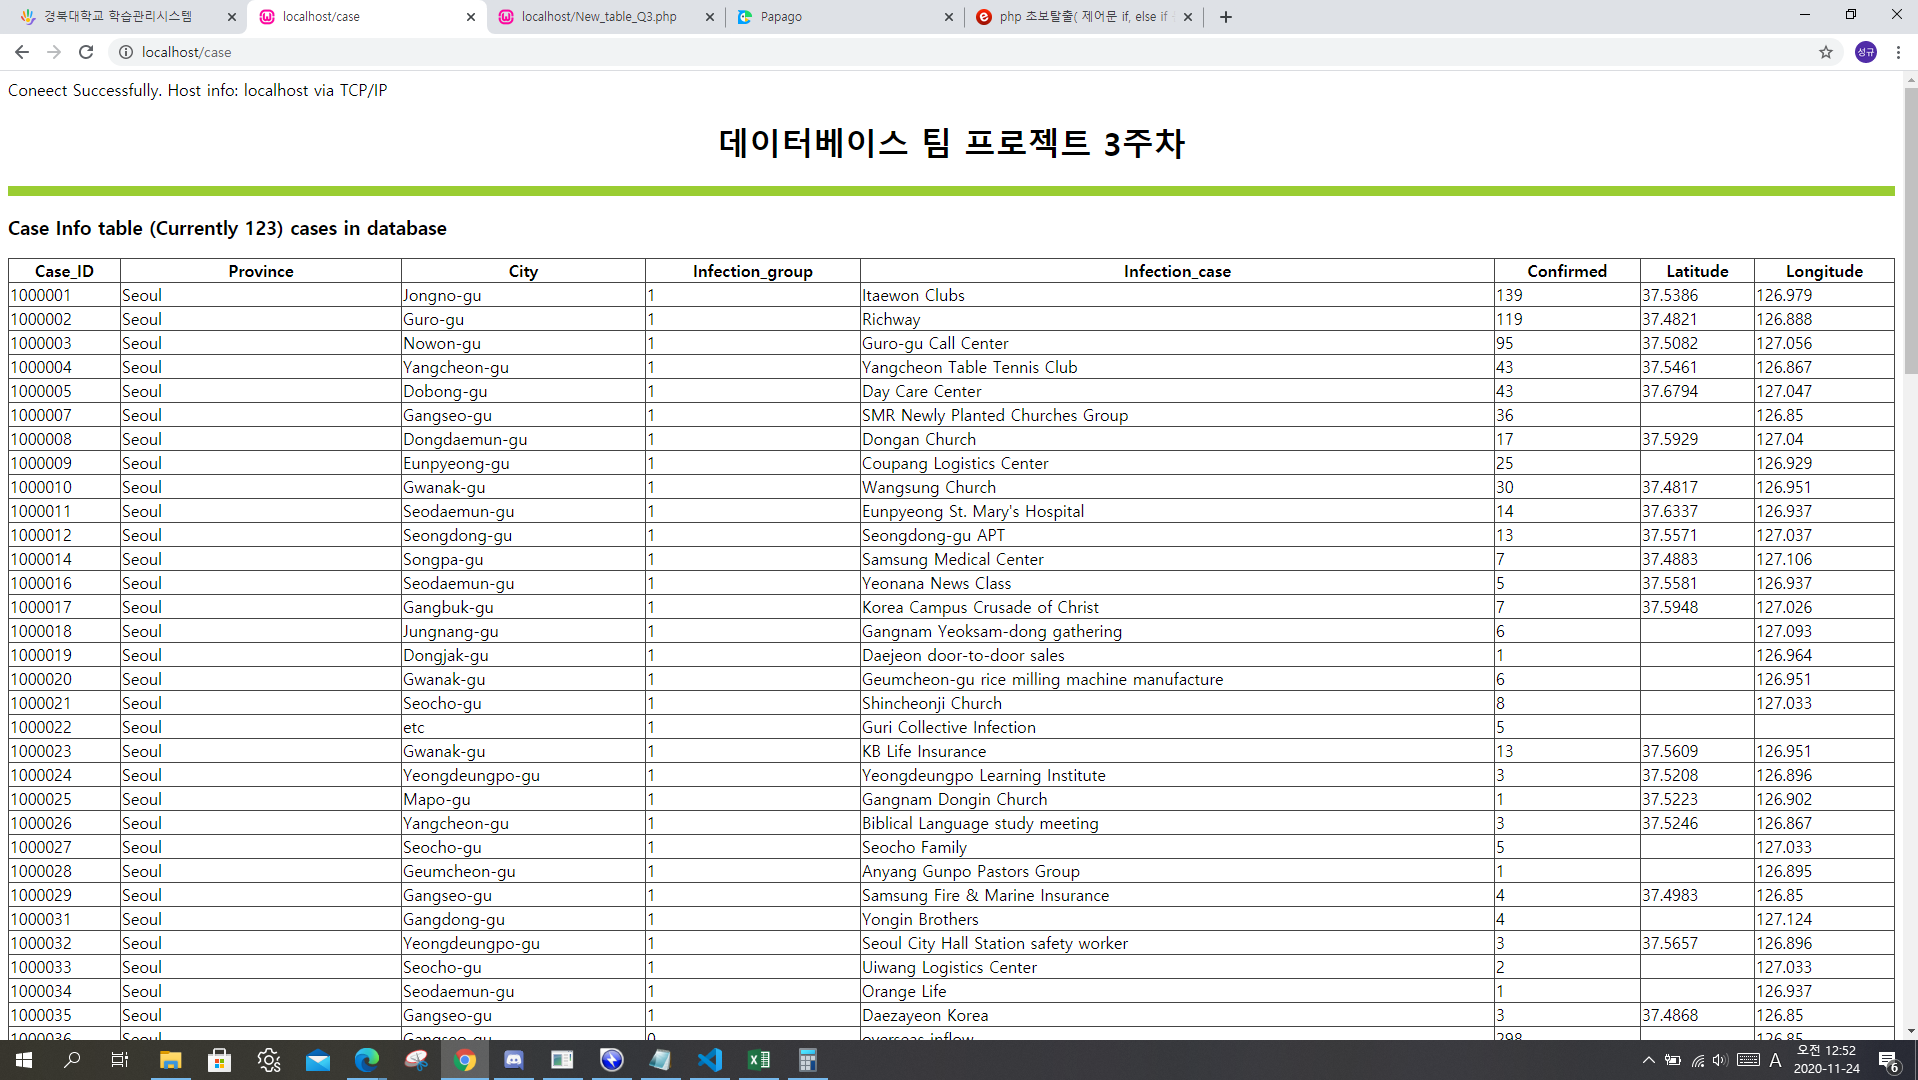 경북대학교 학습관리시스템
localhost/case
localhost/New_table_Q3.php
Papago
php 초보탈출( 제어문 if, else if
localhost/case
성규
Coneect Successfully. Host info: localhost via TCP/IP
데이터베이스 팀 프로젝트 3주차
Case Info table (Currently 123) cases in database
Case_ID Province City Infection_group Infection_case Confirmed Latitude Longitude
1000001 Seoul Jongno-gu 1 Itaewon Clubs 139 37.5386 126.979
1000002 Seoul Guro-gu 1 Richway 119 37.4821 126.888
1000003 Seoul Nowon-gu 1 Guro-gu Call Center 95 37.5082 127.056
1000004 Seoul Yangcheon-gu 1 Yangcheon Table Tennis Club 43 37.5461 126.867
1000005 Seoul Dobong-gu 1 Day Care Center 43 37.6794 127.047
1000007 Seoul Gangseo-gu 1 SMR Newly Planted Churches Group 36 126.85
1000008 Seoul Dongdaemun-gu 1 Dongan Church 17 37.5929 127.04
1000009 Seoul Eunpyeong-gu 1 Coupang Logistics Center 25 126.929
1000010 Seoul Gwanak-gu 1 Wangsung Church 30 37.4817 126.951
1000011 Seoul Seodaemun-gu 1 Eunpyeong St. Mary's Hospital 14 37.6337 126.937
1000012 Seoul Seongdong-gu 1 Seongdong-gu APT 13 37.5571 127.037
1000014 Seoul Songpa-gu 1 Samsung Medical Center 7 37.4883 127.106
1000016 Seoul Seodaemun-gu 1 Yeonana News Class 5 37.5581 126.937
1000017 Seoul Gangbuk-gu 1 Korea Campus Crusade of Christ 7 37.5948 127.026
1000018 Seoul Jungnang-gu 1 Gangnam Yeoksam-dong gathering 6 127.093
1000019 Seoul Dongjak-gu 1 Daejeon door-to-door sales 1 126.964
1000020 Seoul Gwanak-gu 1 Geumcheon-gu rice milling machine manufacture 6 126.951
1000021 Seoul Seocho-gu 1 Shincheonji Church 8 127.033
1000022 Seoul etc 1 Guri Collective Infection 5
1000023 Seoul Gwanak-gu 1 KB Life Insurance 13 37.5609 126.951
1000024 Seoul Yeongdeungpo-gu 1 Yeongdeungpo Learning Institute 3 37.5208 126.896
1000025 Seoul Mapo-gu 1 Gangnam Dongin Church 1 37.5223 126.902
1000026 Seoul Yangcheon-gu 1 Biblical Language study meeting 3 37.5246 126.867
1000027 Seoul Seocho-gu 1 Seocho Family 5 127.033
1000028 Seoul Geumcheon-gu 1 Anyang Gunpo Pastors Group 1 126.895
1000029 Seoul Gangseo-gu 1 Samsung Fire & Marine Insurance 4 37.4983 126.85
1000031 Seoul Gangdong-gu 1 Yongin Brothers 4 127.124
1000032 Seoul Yeongdeungpo-gu 1 Seoul City Hall Station safety worker 3 37.5657 126.896
1000033 Seoul Seocho-gu 1 Uiwang Logistics Center 2 127.033
1000034 Seoul Seodaemun-gu 1 Orange Life 1 126.937
1000035 Seoul Gangseo-gu 1 Daezayeon Korea 3 37.4868 126.85
1000036 Seoul Gangseo-gu 0 overseas inflow 298 126.85
A
오전 12:52
2020-11-24
6